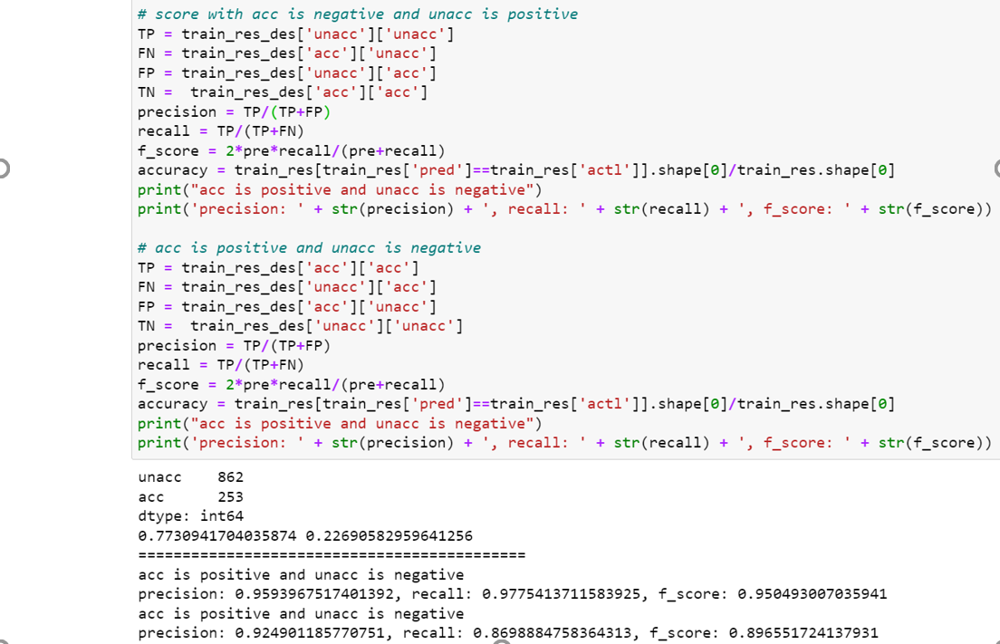 # score with acc is negative and unacc is positive
TP = train_res_des['unacc']['unacc']
FN = train_res_des['acc']['unacc']
FP = train_res_des['unacc']['acc']
TN =  train_res_des['acc']['acc']
precision = TP/(TP+FP)
recall = TP/(TP+FN)
f_score = 2*pre*recall/(pre+recall)
accuracy = train_res[train_res['pred']==train_res['actl']].shape[0]/train_res.shape[0]
print("acc is positive and unacc is negative")
print('precision: ' + str(precision) + ', recall: ' + str(recall) + ', f_score: ' + str(f_score))

# acc is positive and unacc is negative
TP = train_res_des['acc']['acc']
FN = train_res_des['unacc']['acc']
FP = train_res_des['acc']['unacc']
TN =  train_res_des['unacc']['unacc']
precision = TP/(TP+FP)
recall = TP/(TP+FN)
f_score = 2*pre*recall/(pre+recall)
accuracy = train_res[train_res['pred']==train_res['actl']].shape[0]/train_res.shape[0]
print("acc is positive and unacc is negative")
print('precision: ' + str(precision) + ', recall: ' + str(recall) + ', f_score: ' + str(f_score))

unacc    862
acc      253
dtype: int64
0.7730941704035874 0.22690582959641256
============================================
acc is positive and unacc is negative
precision: 0.9593967517401392, recall: 0.9775413711583925, f_score: 0.950493007035941
acc is positive and unacc is negative
precision: 0.924901185770751, recall: 0.8698884758364313, f_score: 0.896551724137931